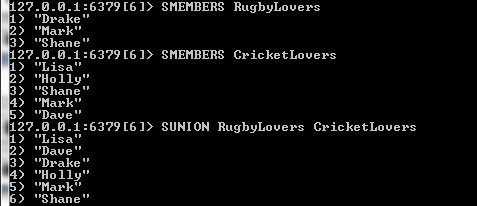 127.0.0.1:6379[6]> SMEMBERS RugbyLovers
1) "Drake"
2) "Mark"
3) "Shane"
127.0.0.1:6379[6]> SMEMBERS CricketLovers
1) "Lisa"
2) "Holly"
3) "Shane"
4) "Mark"
5) "Dave"
127.0.0.1:6379[6]> SUNION RugbyLovers CricketLovers
1) "Lisa"
2) "Dave"
3) "Drake"
4) "Holly"
5) "Mark"
6) "Shane"